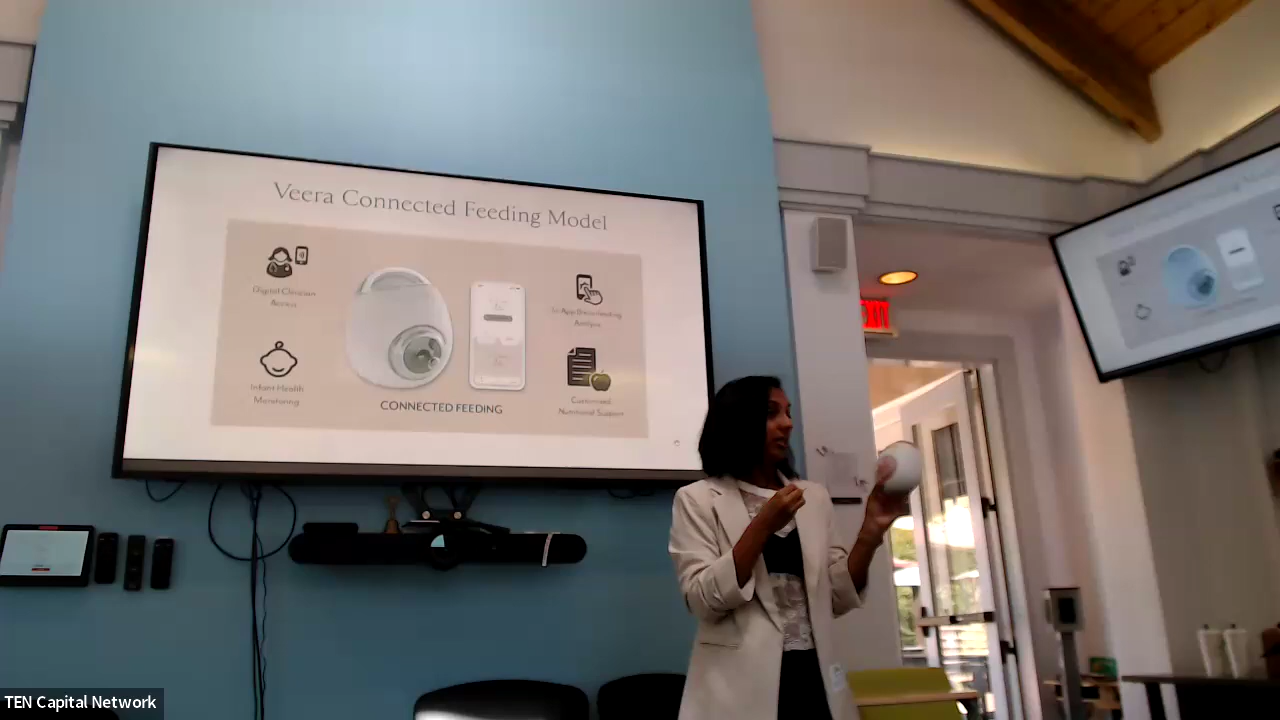 Veera Connected Feeding Model
Digital Clinician
Access
In App Breastfeeding
Infant Health
Monitoring
CONNECTED FEEDING
Customized
Nutritional Support
EXIT
TEN Capital Network